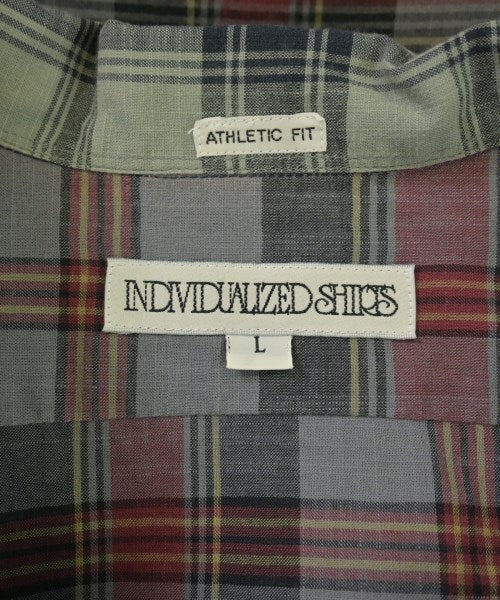 ATHLETIC FIT
INDIVIDUALIZED SHIRTS
L